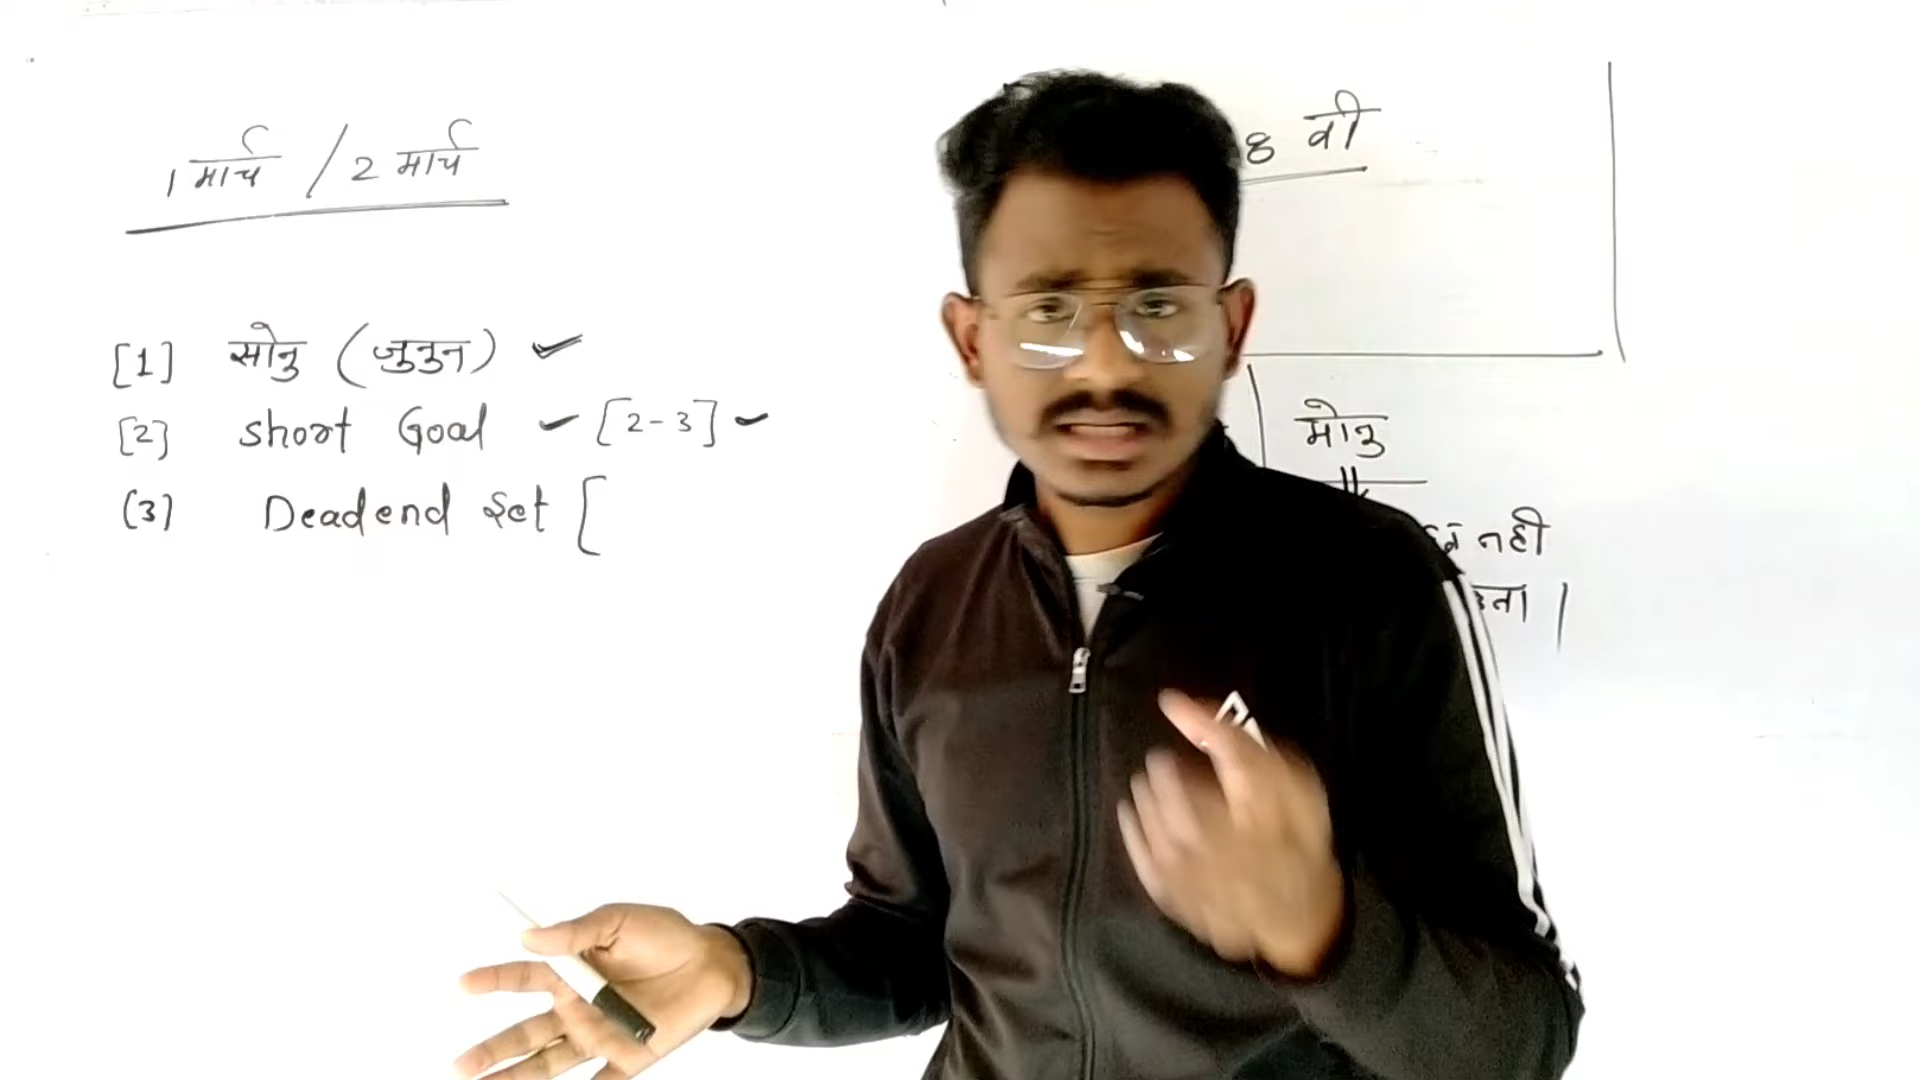 1 मार्च / 2 मार्च
[1] सोनु (जुनुन) ✓
[2] short Goal - [2-3] -
(3) Deadend set [
8 वी
मोनु
नही